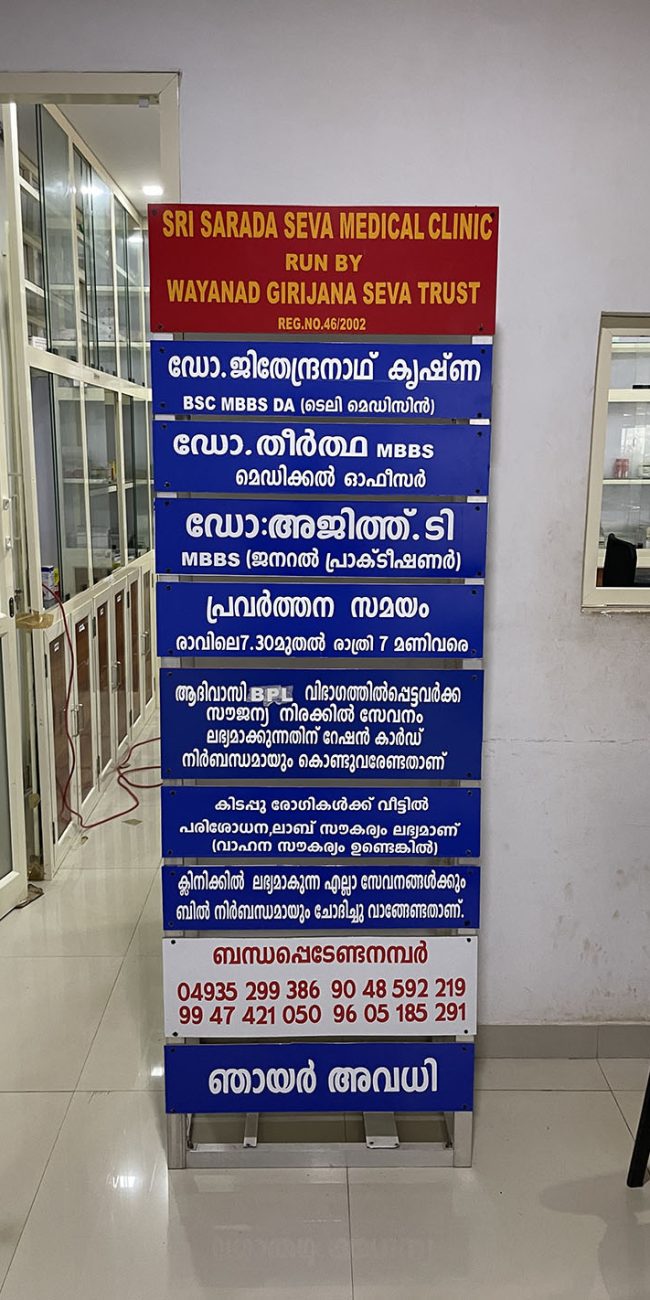 SRI SARADA SEVA MEDICAL CLINIC
RUN BY
WAYANAD GIRIJANA SEVA TRUST
REG.NO.46/2002
ഡോ.ജിതേന്ദ്രനാഥ് കൃഷ്ണ
BSC MBBS DA (ടെലി മെഡിസിൻ)
ഡോ.തീർത്ഥ MBBS
മെഡിക്കൽ ഓഫീസർ
ഡോ:അജിത്ത്.ടി
MBBS (ജനറൽ പ്രാക്ടീഷണർ)
പ്രവർത്തന സമയം
രാവിലെ7.30മുതൽ രാത്രി 7 മണിവരെ
ആദിവാസി BPL വിഭാഗത്തിൽപ്പെട്ടവർക്ക
സൗജന്യ നിരക്കിൽ സേവനം
ലഭ്യമാക്കുന്നതിന് റേഷൻ കാർഡ്
നിർബന്ധമായും കൊണ്ടുവരേണ്ടതാണ്
കിടപ്പു രോഗികൾക്ക് വീട്ടിൽ
പരിശോധന,ലാബ് സൗകര്യം ലഭ്യമാണ്
(വാഹന സൗകര്യം ഉണ്ടെങ്കിൽ)
ക്ലിനിക്കിൽ ലഭ്യമാകുന്ന എല്ലാ സേവനങ്ങൾക്കും
ബിൽ നിർബന്ധമായും ചോദിച്ചു വാങ്ങേണ്ടതാണ്.
ബന്ധപ്പെടേണ്ടനമ്പർ
04935 299 386 90 48 592 219
99 47 421 050 96 05 185 291
ഞായർ അവധി